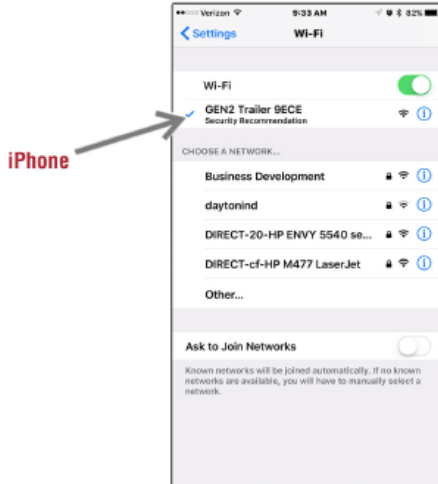 Verizon 9:33 AM 82%
Settings Wi-Fi
Wi-Fi
GEN2 Trailer 9ECE
Security Recommendation
iPhone
CHOOSE A NETWORK...
Business Development
daytonind
DIRECT-20-HP ENVY 5540 se...
DIRECT-cf-HP M477 LaserJet
Other...
Ask to Join Networks
Known networks will be joined automatically. If no known
networks are available, you will have to manually select a
network.